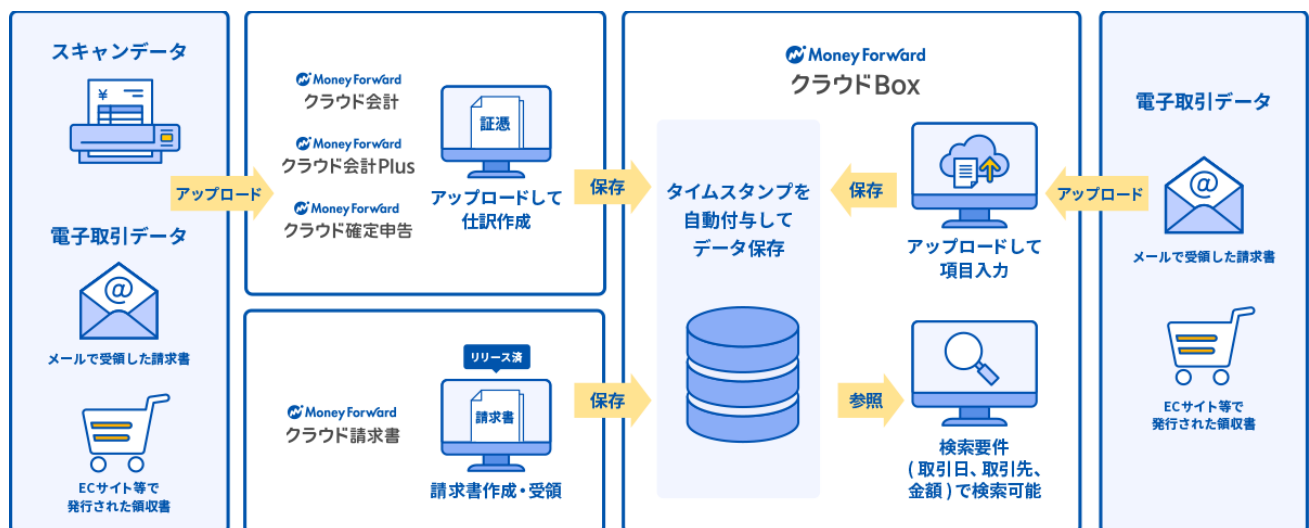 スキャンデータ
¥
アップロード
電子取引データ
@
メールで受領した請求書
ECサイト等で
発行された領収書
Money Forward
クラウド会計
Money Forward
クラウド会計Plus
Money Forward
クラウド確定申告
証憑
アップロードして
仕訳作成
保存
リリース済
Money Forward
クラウド請求書
請求書
請求書作成・受領
保存
Money Forward
クラウドBox
タイムスタンプを
自動付与して
データ保存
保存
アップロードして
項目入力
参照
検索要件
(取引日、取引先、
金額)で検索可能
アップロード
電子取引データ
@
メールで受領した請求書
ECサイト等で
発行された領収書